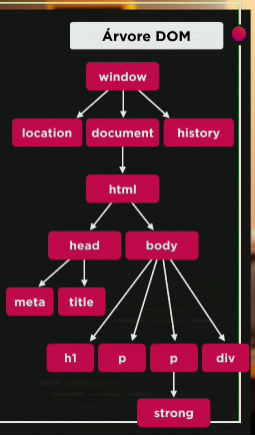 Árvore DOM
window
location document history
html
head body
meta title
h1 p p div
strong